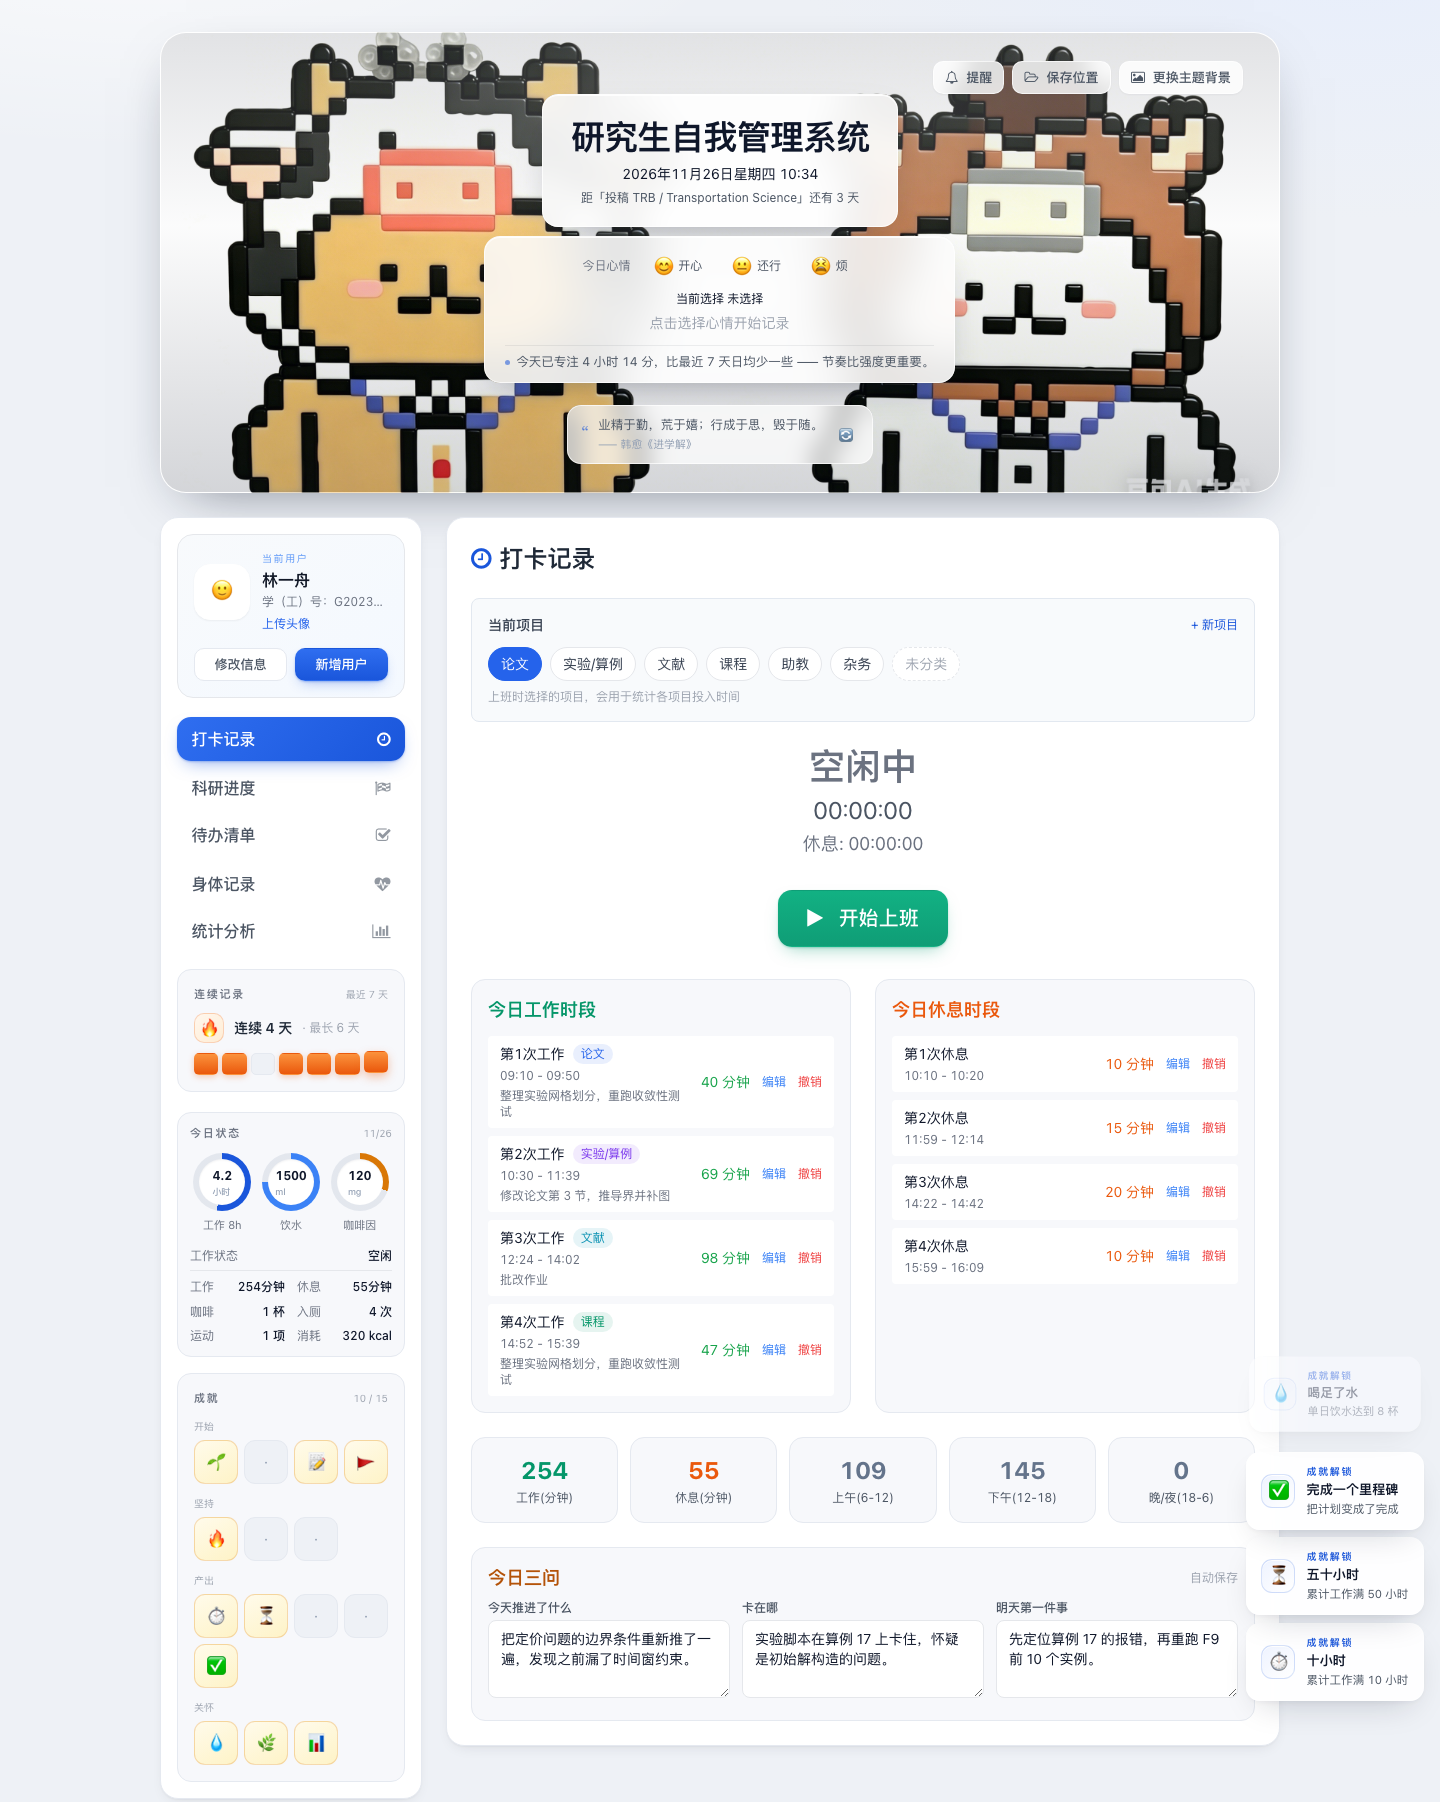 提醒
保存位置
更换主题背景
研究生自我管理系统
2026年11月26日星期四 10:34
距「投稿 TRB / Transportation Science」还有 3 天
今日心情
开心
还行
烦
当前选择 未选择
点击选择心情开始记录
今天已专注 4 小时 14 分，比最近 7 天日均少一些 —— 节奏比强度更重要。
“ 业精于勤，荒于嬉；行成于思，毁于随。
—— 韩愈《进学解》
当前用户
林一舟
学（工）号：G2023...
上传头像
修改信息
新增用户
打卡记录
科研进度
待办清单
身体记录
统计分析
连续记录
最近 7 天
连续 4 天 · 最长 6 天
今日状态
11/26
4.2
小时
工作 8h
1500
ml
饮水
120
mg
咖啡因
工作状态
空闲
工作 254分钟 休息 55分钟
咖啡 1 杯 入厕 4 次
运动 1 项 消耗 320 kcal
成就
10 / 15
开始
坚持
产出
关怀
打卡记录
当前项目
+ 新项目
论文
实验/算例
文献
课程
助教
杂务
未分类
上班时选择的项目，会用于统计各项目投入时间
空闲中
00:00:00
休息: 00:00:00
开始上班
今日工作时段
第1次工作 论文
09:10 - 09:50
整理实验网格划分，重跑收敛性测
试
40 分钟 编辑 撤销
第2次工作 实验/算例
10:30 - 11:39
修改论文第 3 节，推导界并补图
69 分钟 编辑 撤销
第3次工作 文献
12:24 - 14:02
批改作业
98 分钟 编辑 撤销
第4次工作 课程
14:52 - 15:39
整理实验网格划分，重跑收敛性测
试
47 分钟 编辑 撤销
今日休息时段
第1次休息
10:10 - 10:20
10 分钟 编辑 撤销
第2次休息
11:59 - 12:14
15 分钟 编辑 撤销
第3次休息
14:22 - 14:42
20 分钟 编辑 撤销
第4次休息
15:59 - 16:09
10 分钟 编辑 撤销
254
工作(分钟)
55
休息(分钟)
109
上午(6-12)
145
下午(12-18)
0
晚/夜(18-6)
今日三问
自动保存
今天推进了什么
把定价问题的边界条件重新推了一
遍，发现之前漏了时间窗约束。
卡在哪
实验脚本在算例 17 上卡住，怀疑
是初始解构造的问题。
明天第一件事
先定位算例 17 的报错，再重跑 F9
前 10 个实例。
成就解锁
喝足了水
单日饮水达到 8 杯
成就解锁
完成一个里程碑
把计划变成了完成
成就解锁
五十小时
累计工作满 50 小时
成就解锁
十小时
累计工作满 10 小时